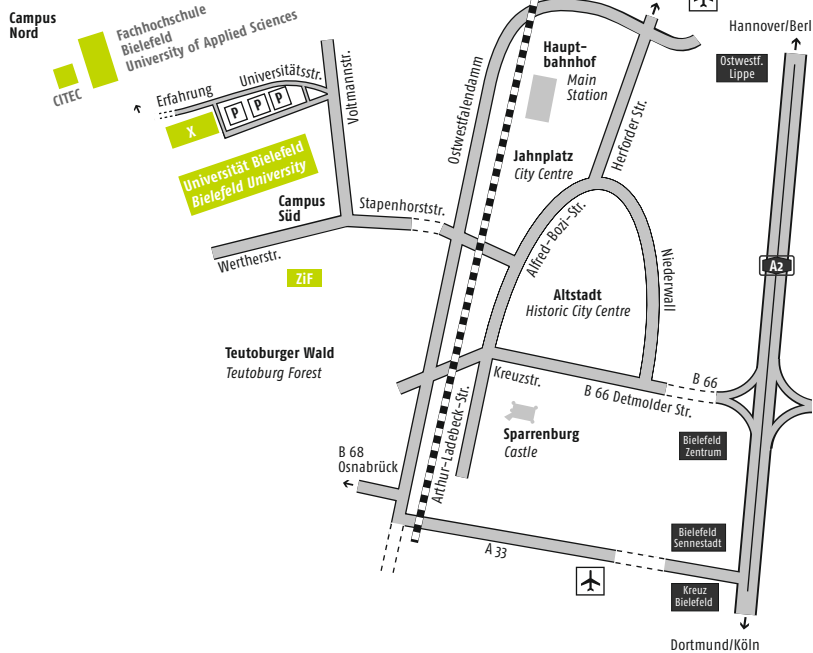 Campus
Nord
Fachhochschule
Bielefeld
University of Applied Sciences
CITEC
Erfahrung
Universitätsstr.
Voltmannstr.
P
P
P
X
Universität Bielefeld
Bielefeld University
Campus
Süd
Stapenhorststr.
Wertherstr.
ZiF
Teutoburger Wald
Teutoburg Forest
Ostwestfalendamm
Haupt-
bahnhof
Main
Station
Jahnplatz
City Centre
Herforder Str.
Alfred-Bozi-Str.
Niederwall
Altstadt
Historic City Centre
Kreuzstr.
B 66 Detmolder Str.
B 66
Sparrenburg
Castle
Arthur-Ladebeck-Str.
B 68
Osnabrück
A 33
Hannover/Berl
Ostwestf.
Lippe
A2
Bielefeld
Zentrum
Bielefeld
Sennestadt
Kreuz
Bielefeld
Dortmund/Köln